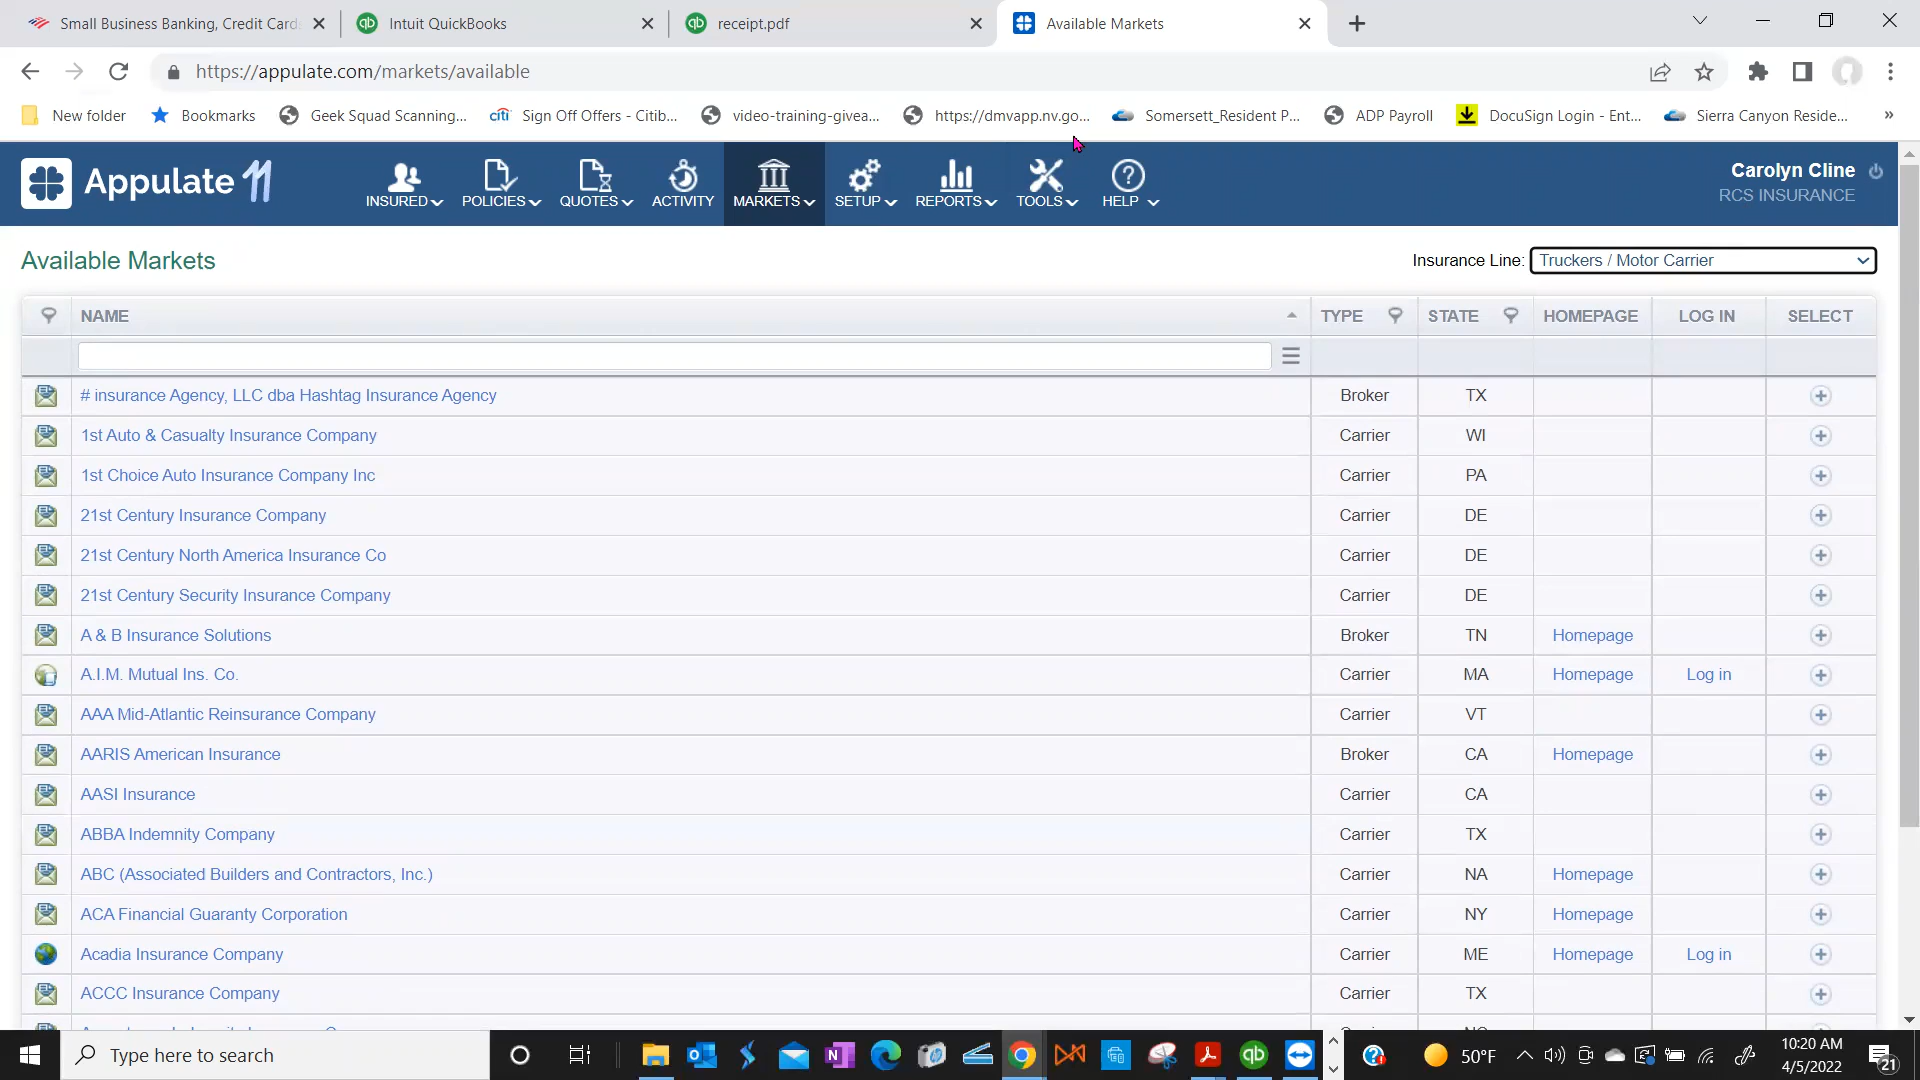 Small Business Banking, Credit Cards
Intuit QuickBooks
receipt.pdf
Available Markets
https://appulate.com/markets/available
New folder
Bookmarks
Geek Squad Scanning...
citi
Sign Off Offers - Citib...
video-training-givea...
https://dmvapp.nv.go...
Somersett_Resident P...
ADP Payroll
DocuSign Login - Ent...
Sierra Canyon Reside...
»
Appulate 11
INSURED
POLICIES
QUOTES
ACTIVITY
MARKETS
SETUP
REPORTS
TOOLS
HELP
Carolyn Cline
RCS INSURANCE
Available Markets
Insurance Line: Truckers / Motor Carrier
NAME TYPE STATE HOMEPAGE LOG IN SELECT
# insurance Agency, LLC dba Hashtag Insurance Agency Broker TX
1st Auto & Casualty Insurance Company Carrier WI
1st Choice Auto Insurance Company Inc Carrier PA
21st Century Insurance Company Carrier DE
21st Century North America Insurance Co Carrier DE
21st Century Security Insurance Company Carrier DE
A & B Insurance Solutions Broker TN Homepage
A.I.M. Mutual Ins. Co. Carrier MA Homepage Log in
AAA Mid-Atlantic Reinsurance Company Carrier VT
AARIS American Insurance Broker CA Homepage
AASI Insurance Carrier CA
ABBA Indemnity Company Carrier TX
ABC (Associated Builders and Contractors, Inc.) Carrier NA Homepage
ACA Financial Guaranty Corporation Carrier NY Homepage
Acadia Insurance Company Carrier ME Homepage Log in
ACCC Insurance Company Carrier TX
Type here to search
50°F
10:20 AM
4/5/2022
21